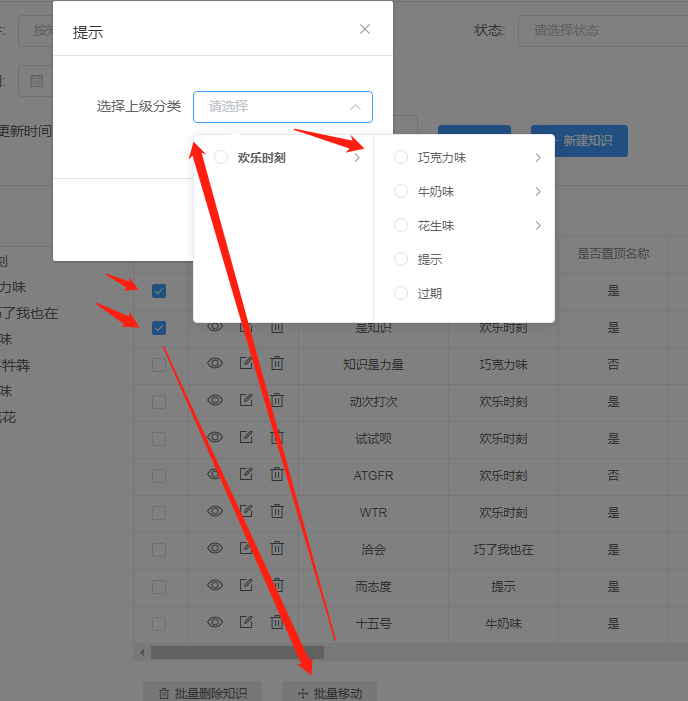 提示
状态:
请选择状态
选择上级分类
请选择
更新时间
新建知识
欢乐时刻
巧克力味
牛奶味
花生味
提示
过期
是否置顶名称
刻
力味
是
了我也在
是知识
欢乐时刻
是
味
牪犇
知识是力量
巧克力味
否
味
动次打次
欢乐时刻
是
花
试试呗
欢乐时刻
是
ATGFR
欢乐时刻
否
WTR
欢乐时刻
是
洽会
巧了我也在
是
而态度
提示
是
十五号
牛奶味
是
批量删除知识
批量移动